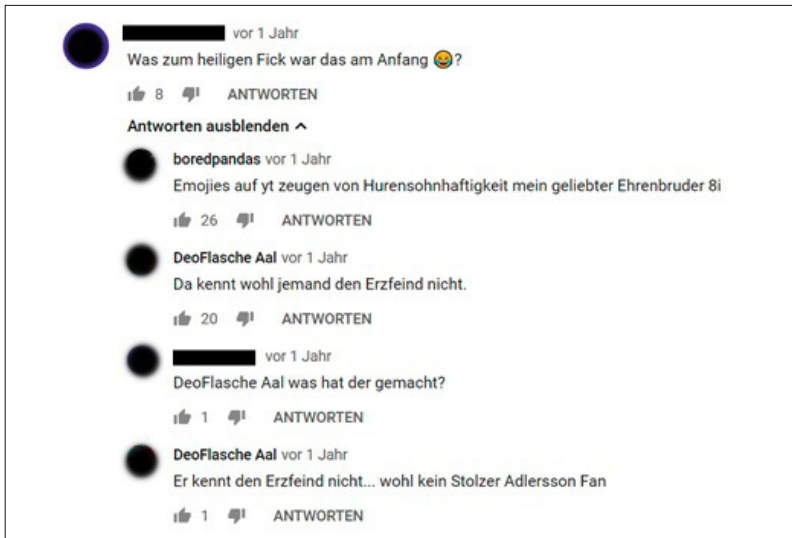 vor 1 Jahr
Was zum heiligen Fick war das am Anfang 😂?
8 ANTWORTEN
Antworten ausblenden
boredpandas vor 1 Jahr
Emojies auf yt zeugen von Hurensohnhaftigkeit mein geliebter Ehrenbruder 8i
26 ANTWORTEN
DeoFlasche Aal vor 1 Jahr
Da kennt wohl jemand den Erzfeind nicht.
20 ANTWORTEN
vor 1 Jahr
DeoFlasche Aal was hat der gemacht?
1 ANTWORTEN
DeoFlasche Aal vor 1 Jahr
Er kennt den Erzfeind nicht... wohl kein Stolzer Adlersson Fan
1 ANTWORTEN